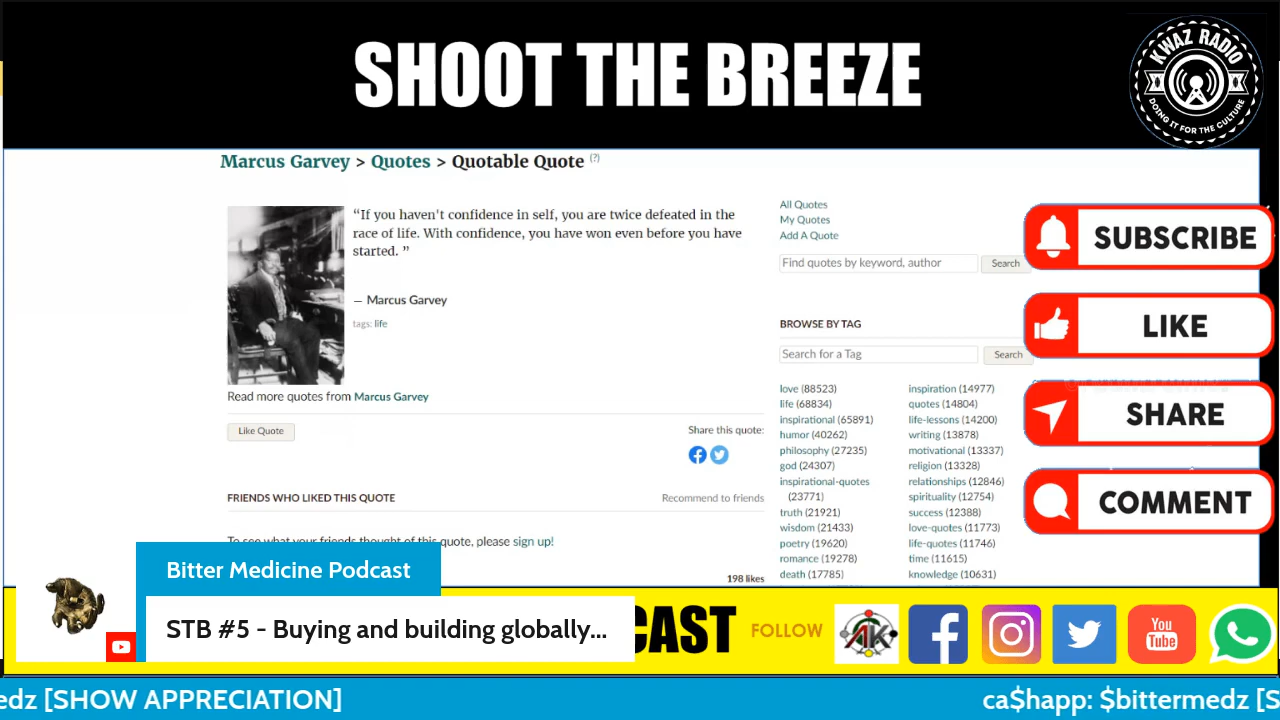 SHOOT THE BREEZE
KWAZ RADIO
DOING IT FOR THE CULTURE
Marcus Garvey > Quotes > Quotable Quote (?)
“If you haven't confidence in self, you are twice defeated in the
race of life. With confidence, you have won even before you have
started. ”
— Marcus Garvey
tags: life
Read more quotes from Marcus Garvey
Like Quote
Share this quote:
FRIENDS WHO LIKED THIS QUOTE
Recommend to friends
To see what your friends thought of this quote, please sign up!
198 likes
All Quotes
My Quotes
Add A Quote
Find quotes by keyword, author
Search
BROWSE BY TAG
Search for a Tag
Search
love (88523)
life (68834)
inspirational (65891)
humor (40262)
philosophy (27235)
god (24307)
inspirational-quotes
(23771)
truth (21921)
wisdom (21433)
poetry (19620)
romance (19278)
death (17785)
inspiration (14977)
quotes (14804)
life-lessons (14200)
writing (13878)
motivational (13337)
religion (13328)
relationships (12846)
spirituality (12754)
success (12388)
love-quotes (11773)
life-quotes (11746)
time (11615)
knowledge (10631)
SUBSCRIBE
LIKE
SHARE
COMMENT
Bitter Medicine Podcast
STB #5 - Buying and building globally...
CAST
FOLLOW
AK
You
Tube
edz [SHOW APPRECIATION]
ca$happ: $bittermedz [S